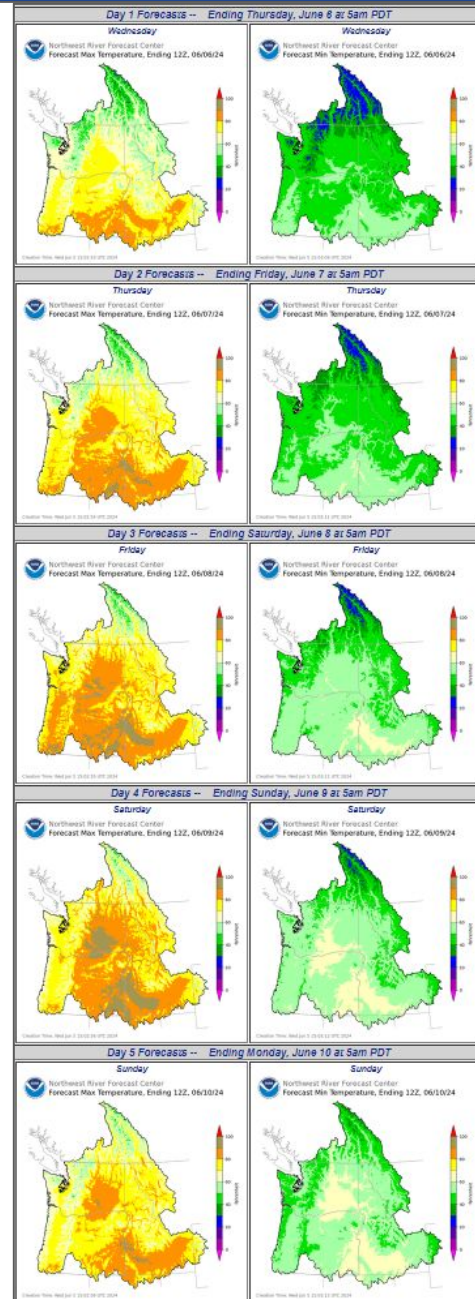 Day 1 Forecasts -- Ending Thursday, June 6 at 5am PDT
Wednesday
Northwest River Forecast Center
Forecast Max Temperature, Ending 12Z, 06/06/24
Wednesday
Northwest River Forecast Center
Forecast Min Temperature, Ending 12Z, 06/06/24
Day 2 Forecasts -- Ending Friday, June 7 at 5am PDT
Thursday
Northwest River Forecast Center
Forecast Max Temperature, Ending 12Z, 06/07/24
Thursday
Northwest River Forecast Center
Forecast Min Temperature, Ending 12Z, 06/07/24
Day 3 Forecasts -- Ending Saturday, June 8 at 5am PDT
Friday
Northwest River Forecast Center
Forecast Max Temperature, Ending 12Z, 06/08/24
Friday
Northwest River Forecast Center
Forecast Min Temperature, Ending 12Z, 06/08/24
Day 4 Forecasts -- Ending Sunday, June 9 at 5am PDT
Saturday
Northwest River Forecast Center
Forecast Max Temperature, Ending 12Z, 06/09/24
Saturday
Northwest River Forecast Center
Forecast Min Temperature, Ending 12Z, 06/09/24
Day 5 Forecasts -- Ending Monday, June 10 at 5am PDT
Sunday
Northwest River Forecast Center
Forecast Max Temperature, Ending 12Z, 06/10/24
Sunday
Northwest River Forecast Center
Forecast Min Temperature, Ending 12Z, 06/10/24